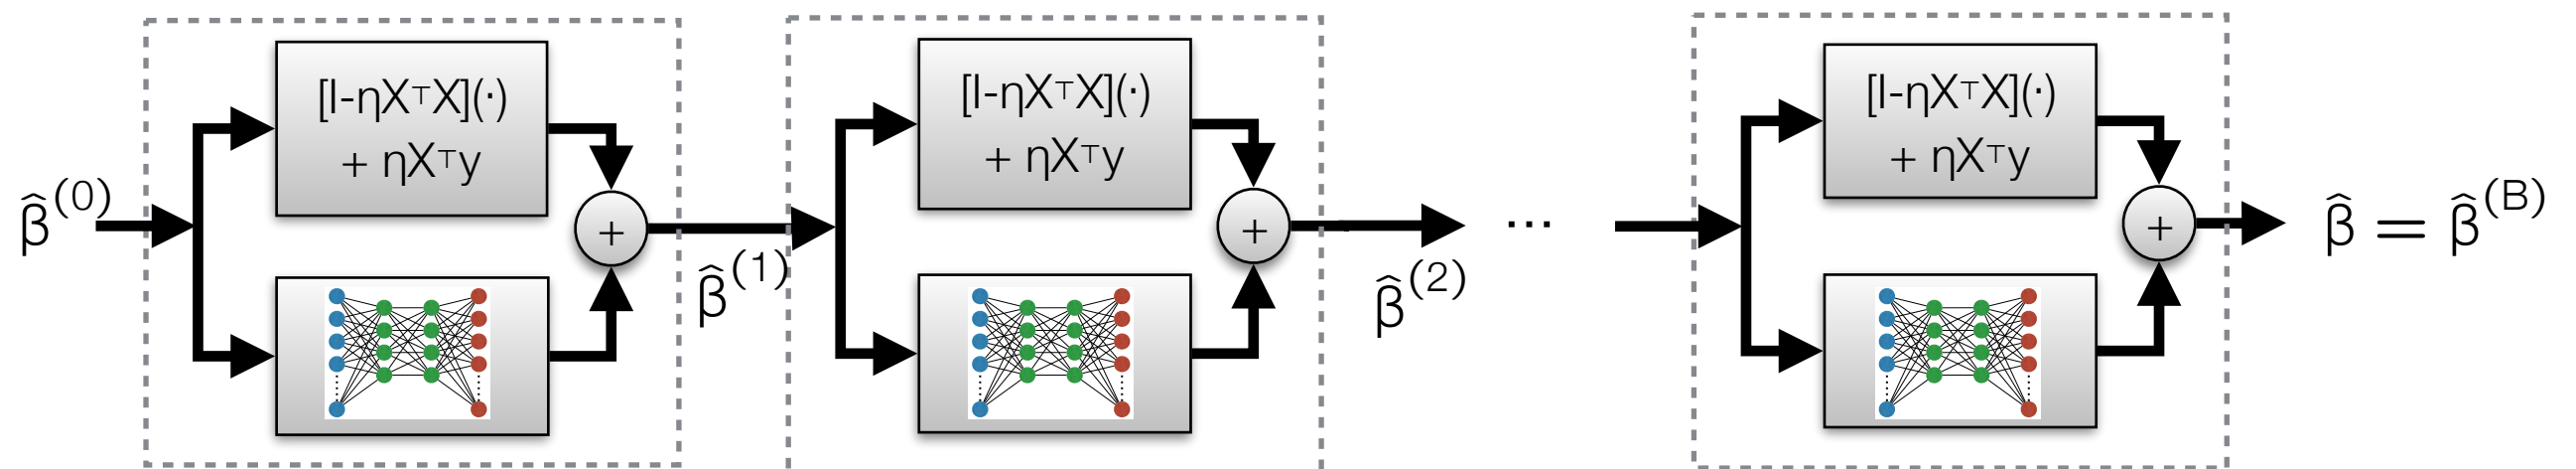 β̂⁽⁰⁾
[I-ηXᵀX](·)
+ ηXᵀy
+
β̂⁽¹⁾
[I-ηXᵀX](·)
+ ηXᵀy
+
β̂⁽²⁾
...
[I-ηXᵀX](·)
+ ηXᵀy
+
β̂ = β̂⁽ᴮ⁾